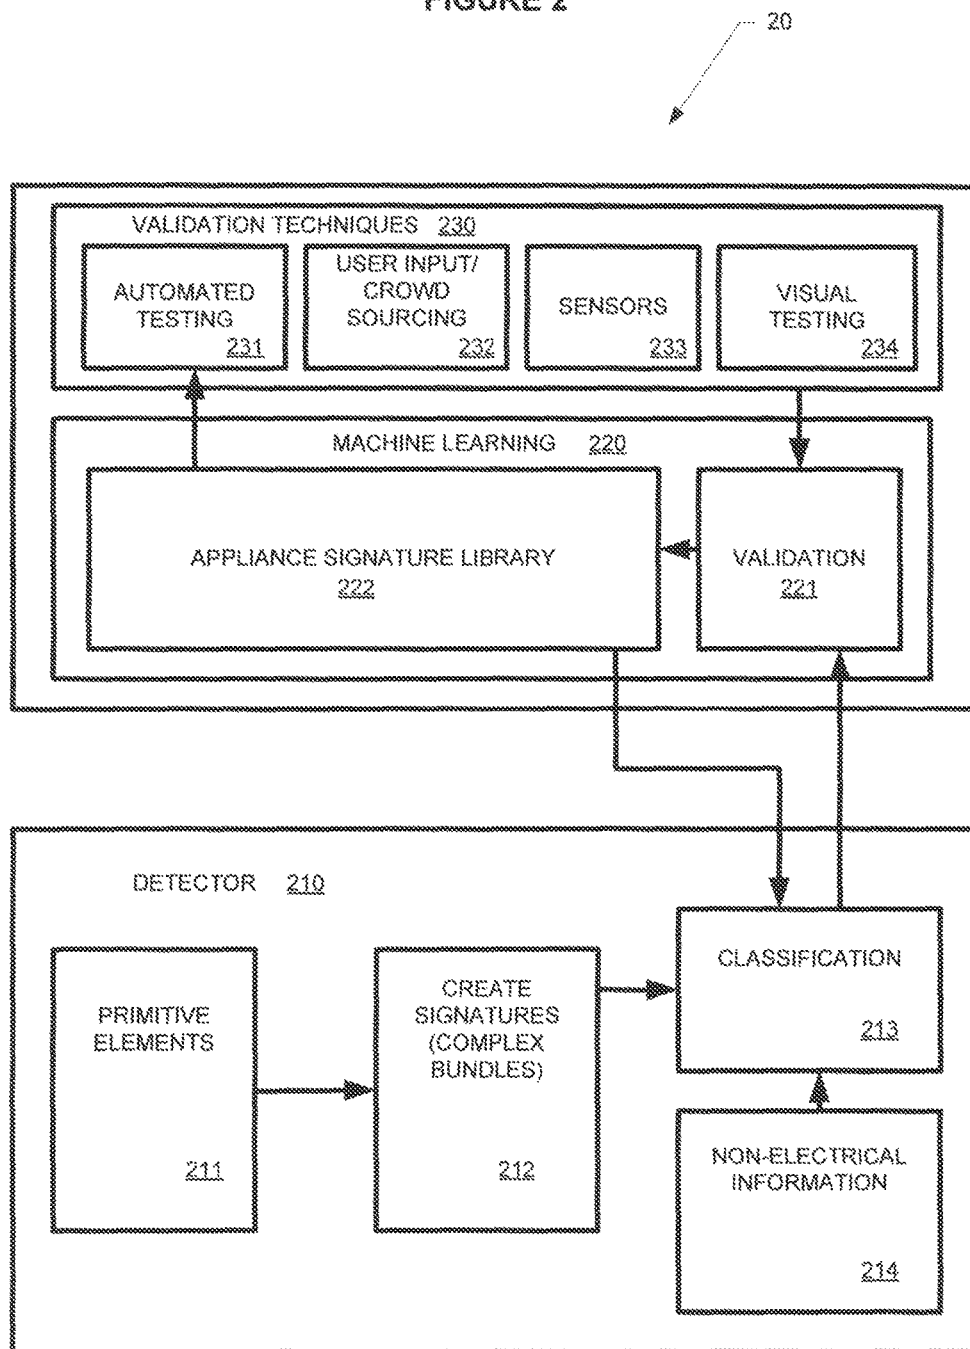 FIGURE 2
20
VALIDATION TECHNIQUES 230
AUTOMATED
TESTING
231
USER INPUT/
CROWD
SOURCING
232
SENSORS
233
VISUAL
TESTING
234
MACHINE LEARNING 220
APPLIANCE SIGNATURE LIBRARY
222
VALIDATION
221
DETECTOR 210
PRIMITIVE
ELEMENTS
211
CREATE
SIGNATURES
(COMPLEX
BUNDLES)
212
CLASSIFICATION
213
NON-ELECTRICAL
INFORMATION
214